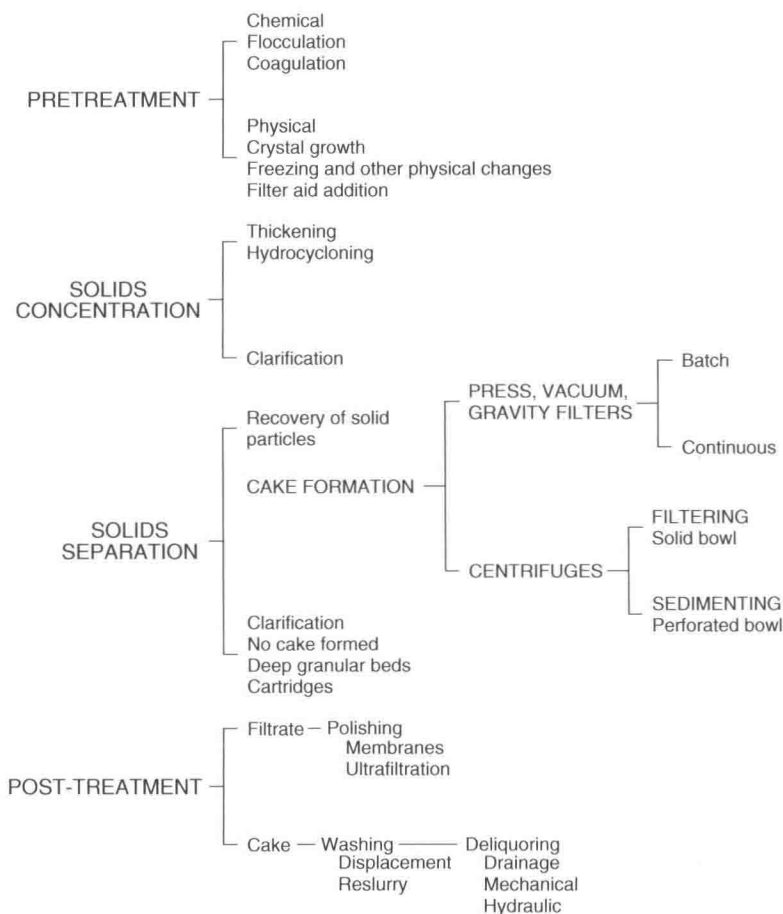 PRETREATMENT
Chemical
Flocculation
Coagulation
Physical
Crystal growth
Freezing and other physical changes
Filter aid addition
SOLIDS
CONCENTRATION
Thickening
Hydrocycloning
Clarification
SOLIDS
SEPARATION
Recovery of solid
particles
CAKE FORMATION
PRESS, VACUUM,
GRAVITY FILTERS
Batch
Continuous
CENTRIFUGES
FILTERING
Solid bowl
SEDIMENTING
Perforated bowl
Clarification
No cake formed
Deep granular beds
Cartridges
POST-TREATMENT
Filtrate
Polishing
Membranes
Ultrafiltration
Cake
Washing
Displacement
Reslurry
Deliquoring
Drainage
Mechanical
Hydraulic